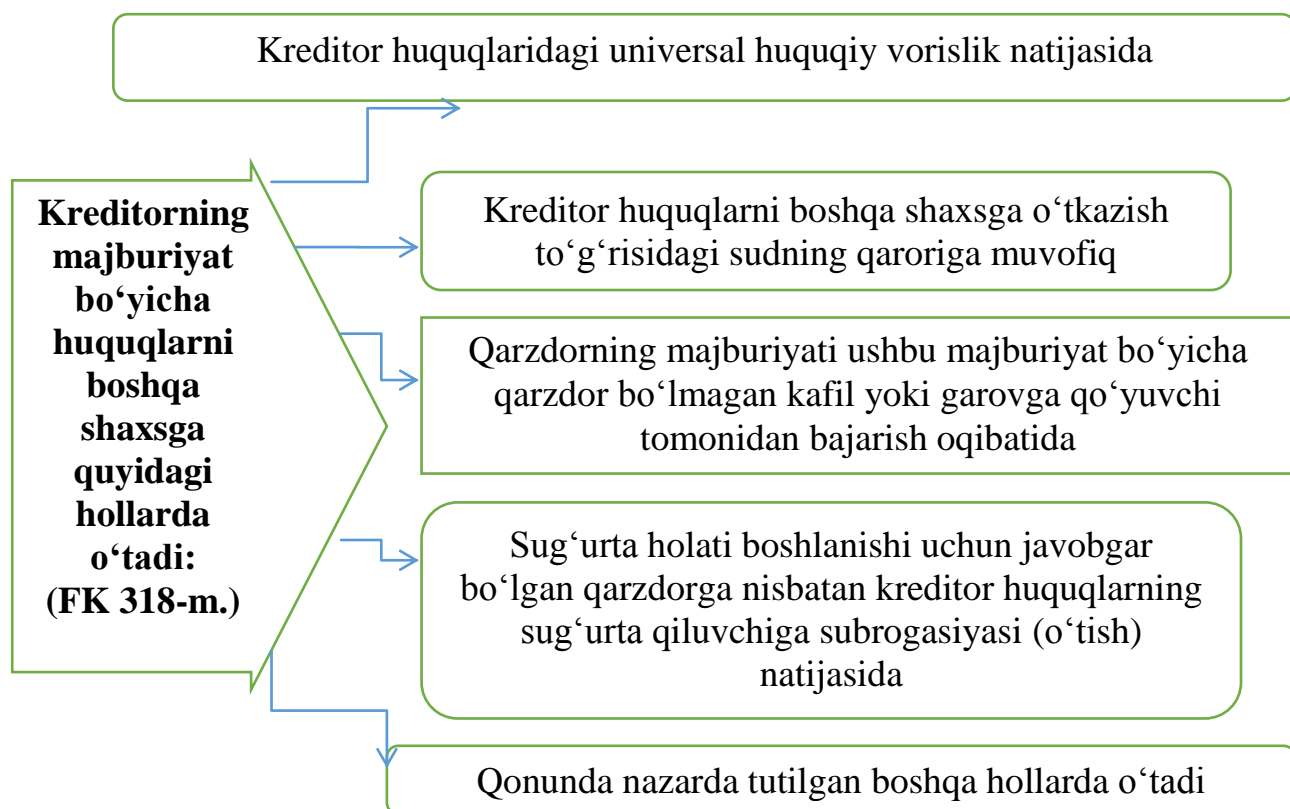 Kreditor huquqlaridagi universal huquqiy vorislik natijasida
Kreditorning
majburiyat
bo‘yicha
huquqlarni
boshqa
shaxsga
quyidagi
hollarda
o‘tadi:
(FK 318-m.)
Kreditor huquqlarni boshqa shaxsga o‘tkazish
to‘g‘risidagi sudning qaroriga muvofiq
Qarzdorning majburiyati ushbu majburiyat bo‘yicha
qarzdor bo‘lmagan kafil yoki garovga qo‘yuvchi
tomonidan bajarish oqibatida
Sug‘urta holati boshlanishi uchun javobgar
bo‘lgan qarzdorga nisbatan kreditor huquqlarning
sug‘urta qiluvchiga subrogasiyasi (o‘tish)
natijasida
Qonunda nazarda tutilgan boshqa hollarda o‘tadi